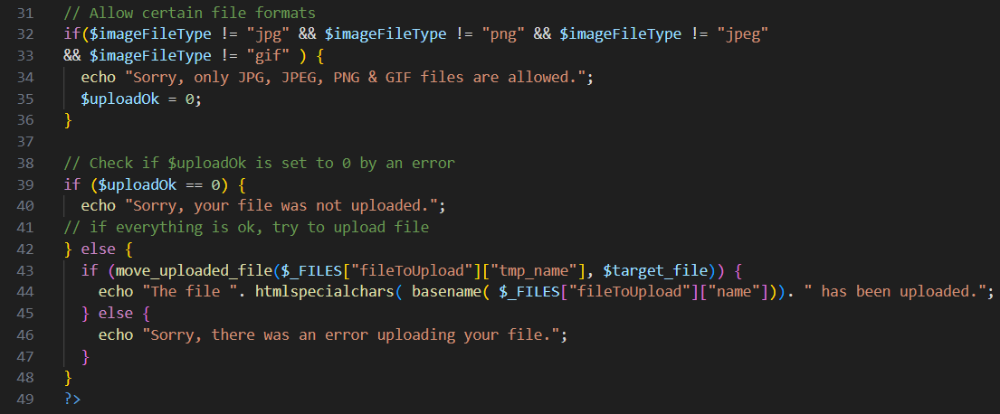 31 // Allow certain file formats
32 if($imageFileType != "jpg" && $imageFileType != "png" && $imageFileType != "jpeg"
33 && $imageFileType != "gif" ) {
34   echo "Sorry, only JPG, JPEG, PNG & GIF files are allowed.";
35   $uploadOk = 0;
36 }
37
38 // Check if $uploadOk is set to 0 by an error
39 if ($uploadOk == 0) {
40   echo "Sorry, your file was not uploaded.";
41 // if everything is ok, try to upload file
42 } else {
43   if (move_uploaded_file($_FILES["fileToUpload"]["tmp_name"], $target_file)) {
44     echo "The file ". htmlspecialchars( basename( $_FILES["fileToUpload"]["name"])). " has been uploaded.";
45   } else {
46     echo "Sorry, there was an error uploading your file.";
47   }
48 }
49 ?>